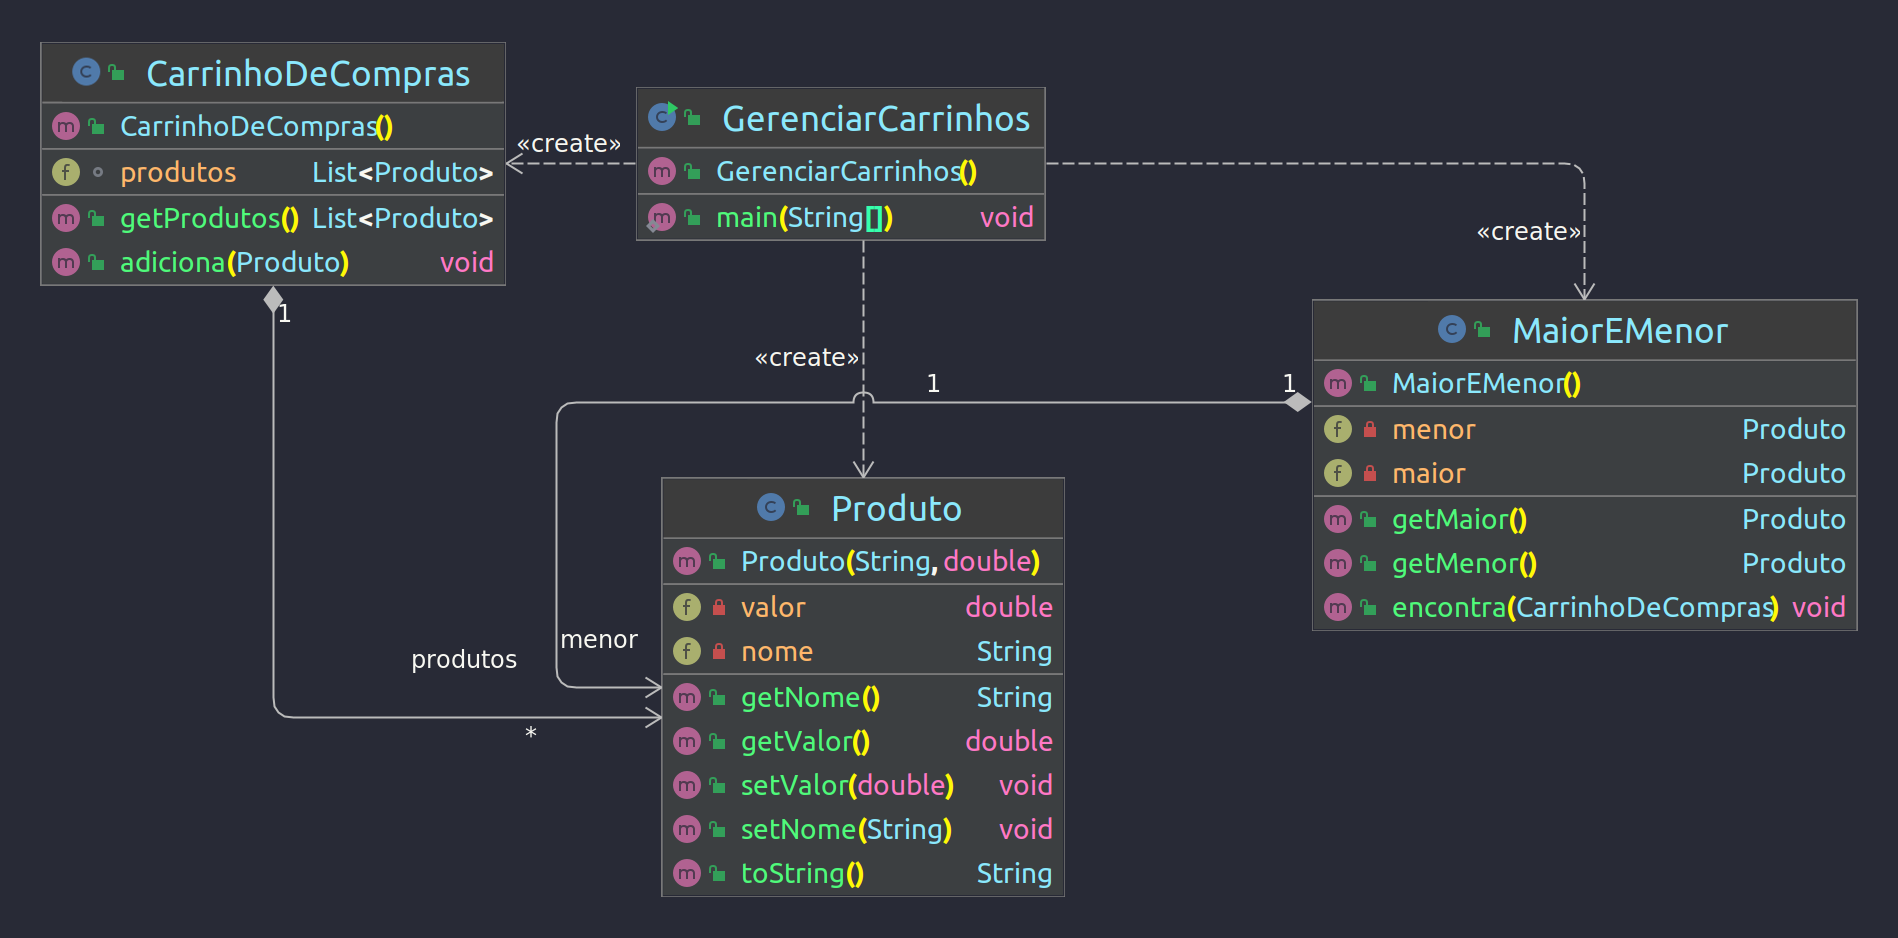 CarrinhoDeCompras
CarrinhoDeCompras()
produtos List<Produto>
getProdutos() List<Produto>
adiciona(Produto) void
«create»
GerenciarCarrinhos
GerenciarCarrinhos()
main(String[]) void
«create»
«create»
1
1
1
MaiorEMenor
MaiorEMenor()
menor Produto
maior Produto
getMaior() Produto
getMenor() Produto
encontra(CarrinhoDeCompras) void
produtos
*
menor
Produto
Produto(String, double)
valor double
nome String
getNome() String
getValor() double
setValor(double) void
setNome(String) void
toString() String